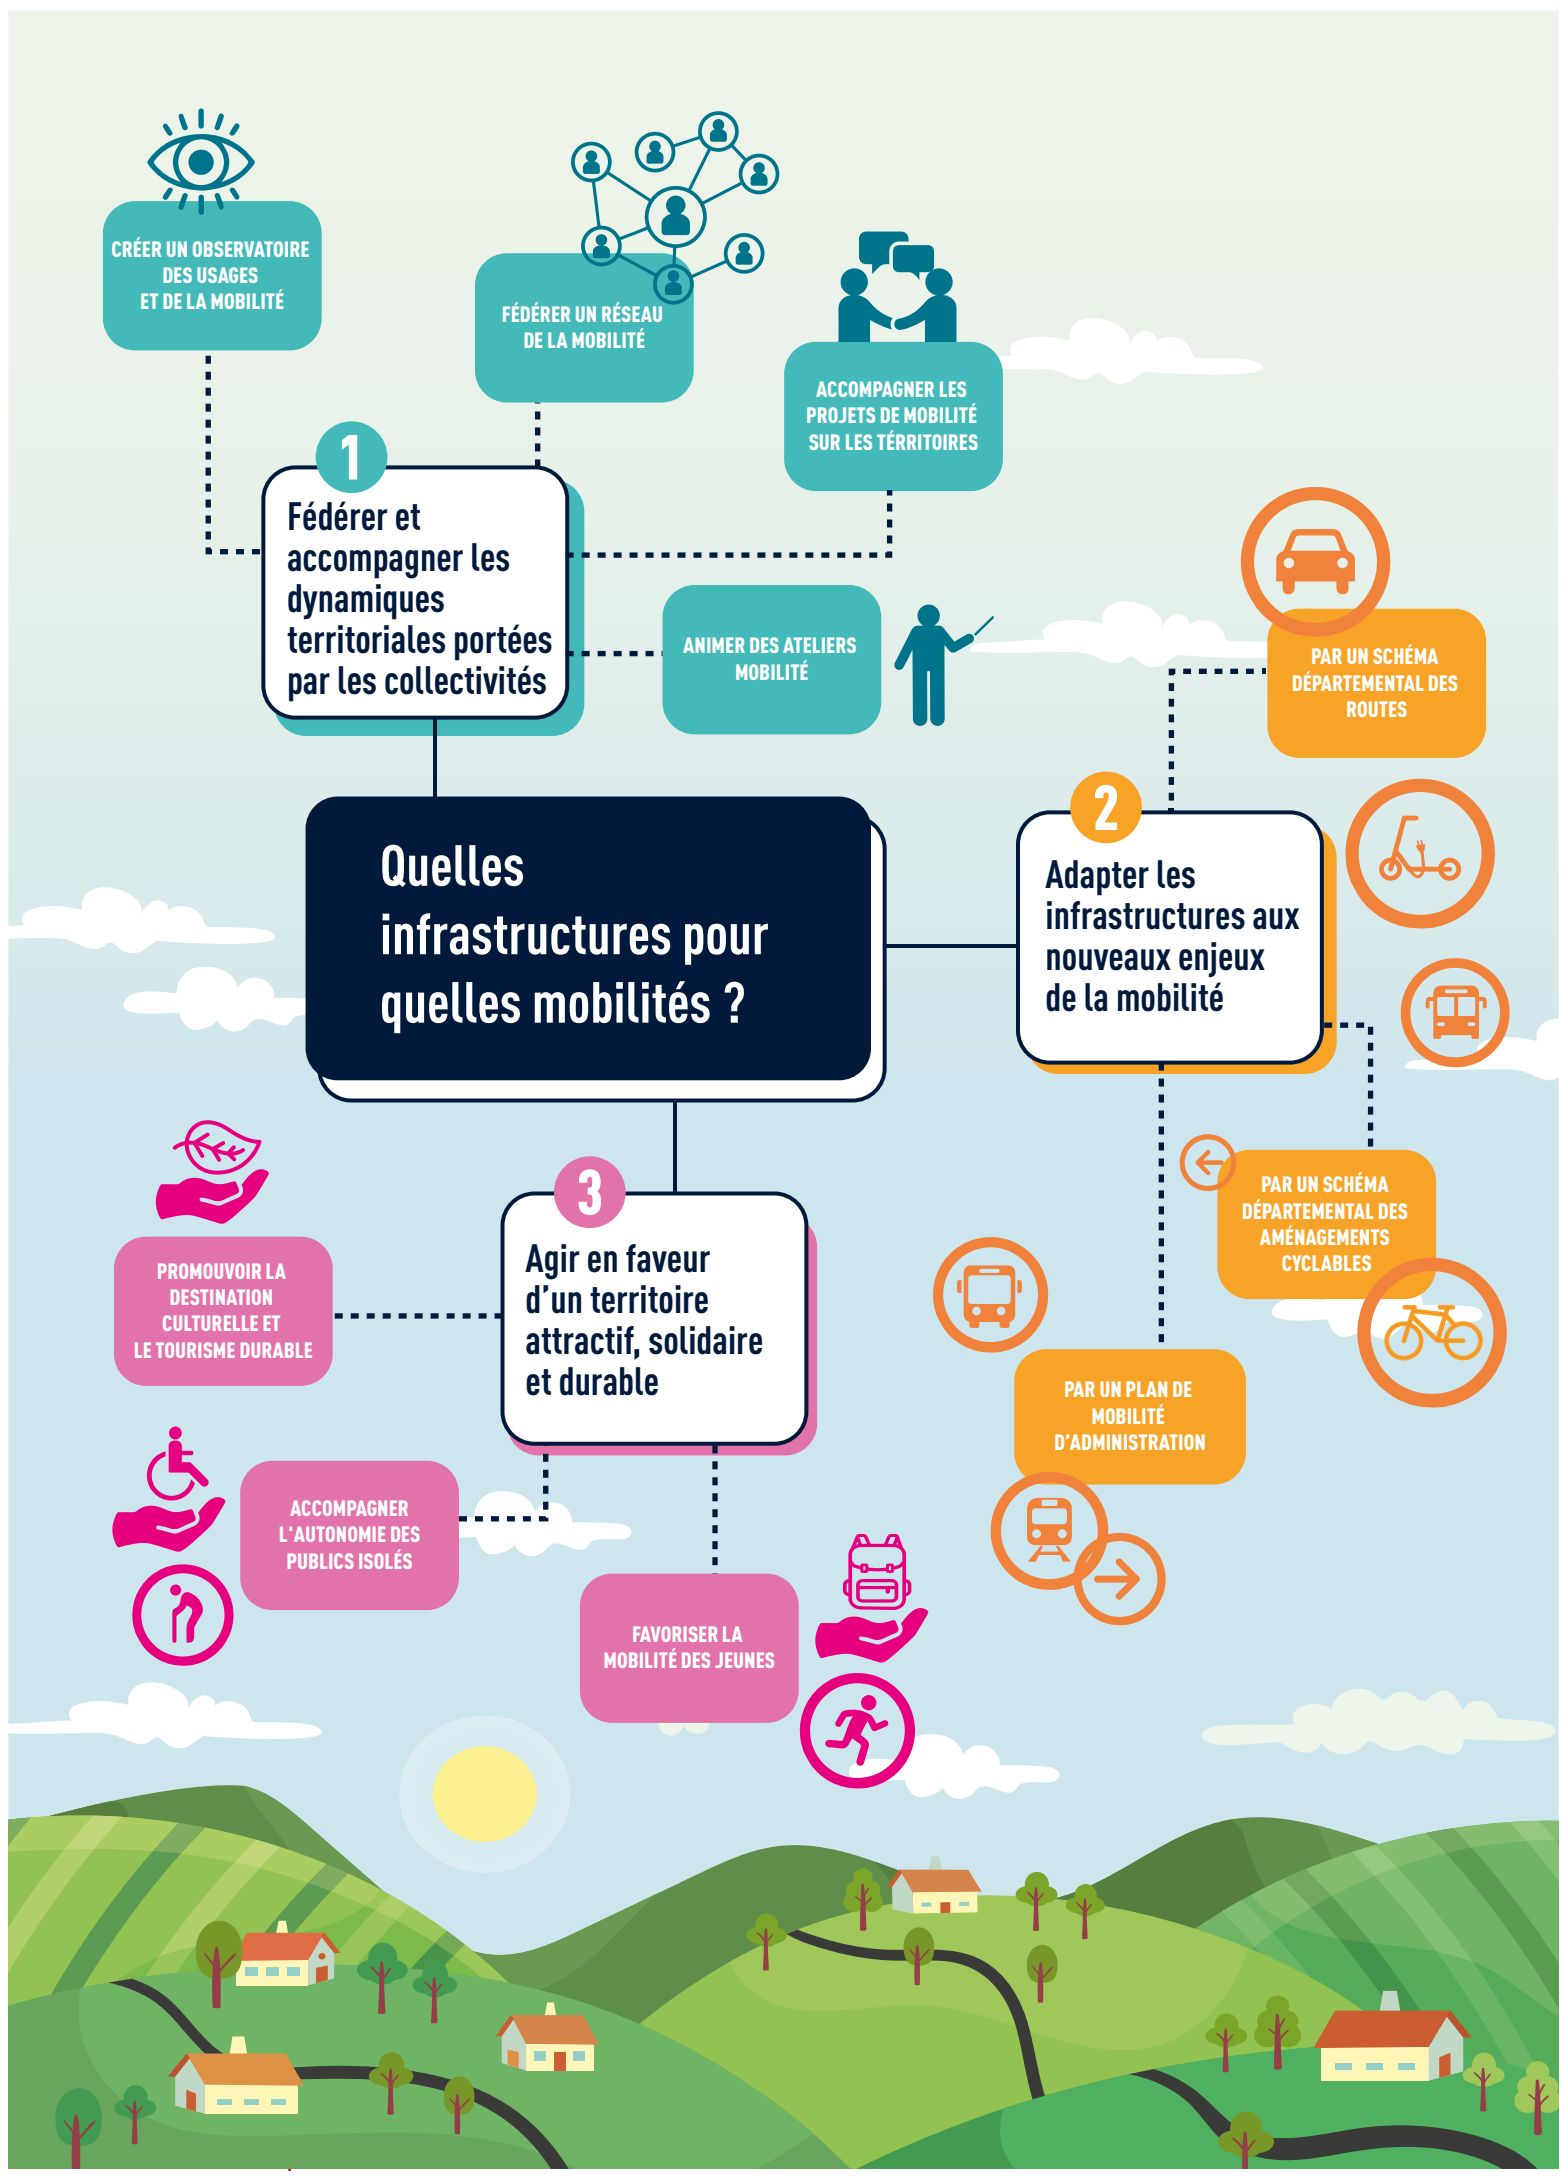 CRÉER UN OBSERVATOIRE
DES USAGES
ET DE LA MOBILITÉ
FÉDÉRER UN RÉSEAU
DE LA MOBILITÉ
ACCOMPAGNER LES
PROJETS DE MOBILITÉ
SUR LES TÉRRITOIRES
1
Fédérer et
accompagner les
dynamiques
territoriales portées
par les collectivités
ANIMER DES ATELIERS
MOBILITÉ
PAR UN SCHÉMA
DÉPARTEMENTAL DES
ROUTES
Quelles
infrastructures pour
quelles mobilités ?
2
Adapter les
infrastructures aux
nouveaux enjeux
de la mobilité
PAR UN SCHÉMA
DÉPARTEMENTAL DES
AMÉNAGEMENTS
CYCLABLES
PAR UN PLAN DE
MOBILITÉ
D'ADMINISTRATION
3
Agir en faveur
d'un territoire
attractif, solidaire
et durable
PROMOUVOIR LA
DESTINATION
CULTURELLE ET
LE TOURISME DURABLE
ACCOMPAGNER
L'AUTONOMIE DES
PUBLICS ISOLÉS
FAVORISER LA
MOBILITÉ DES JEUNES